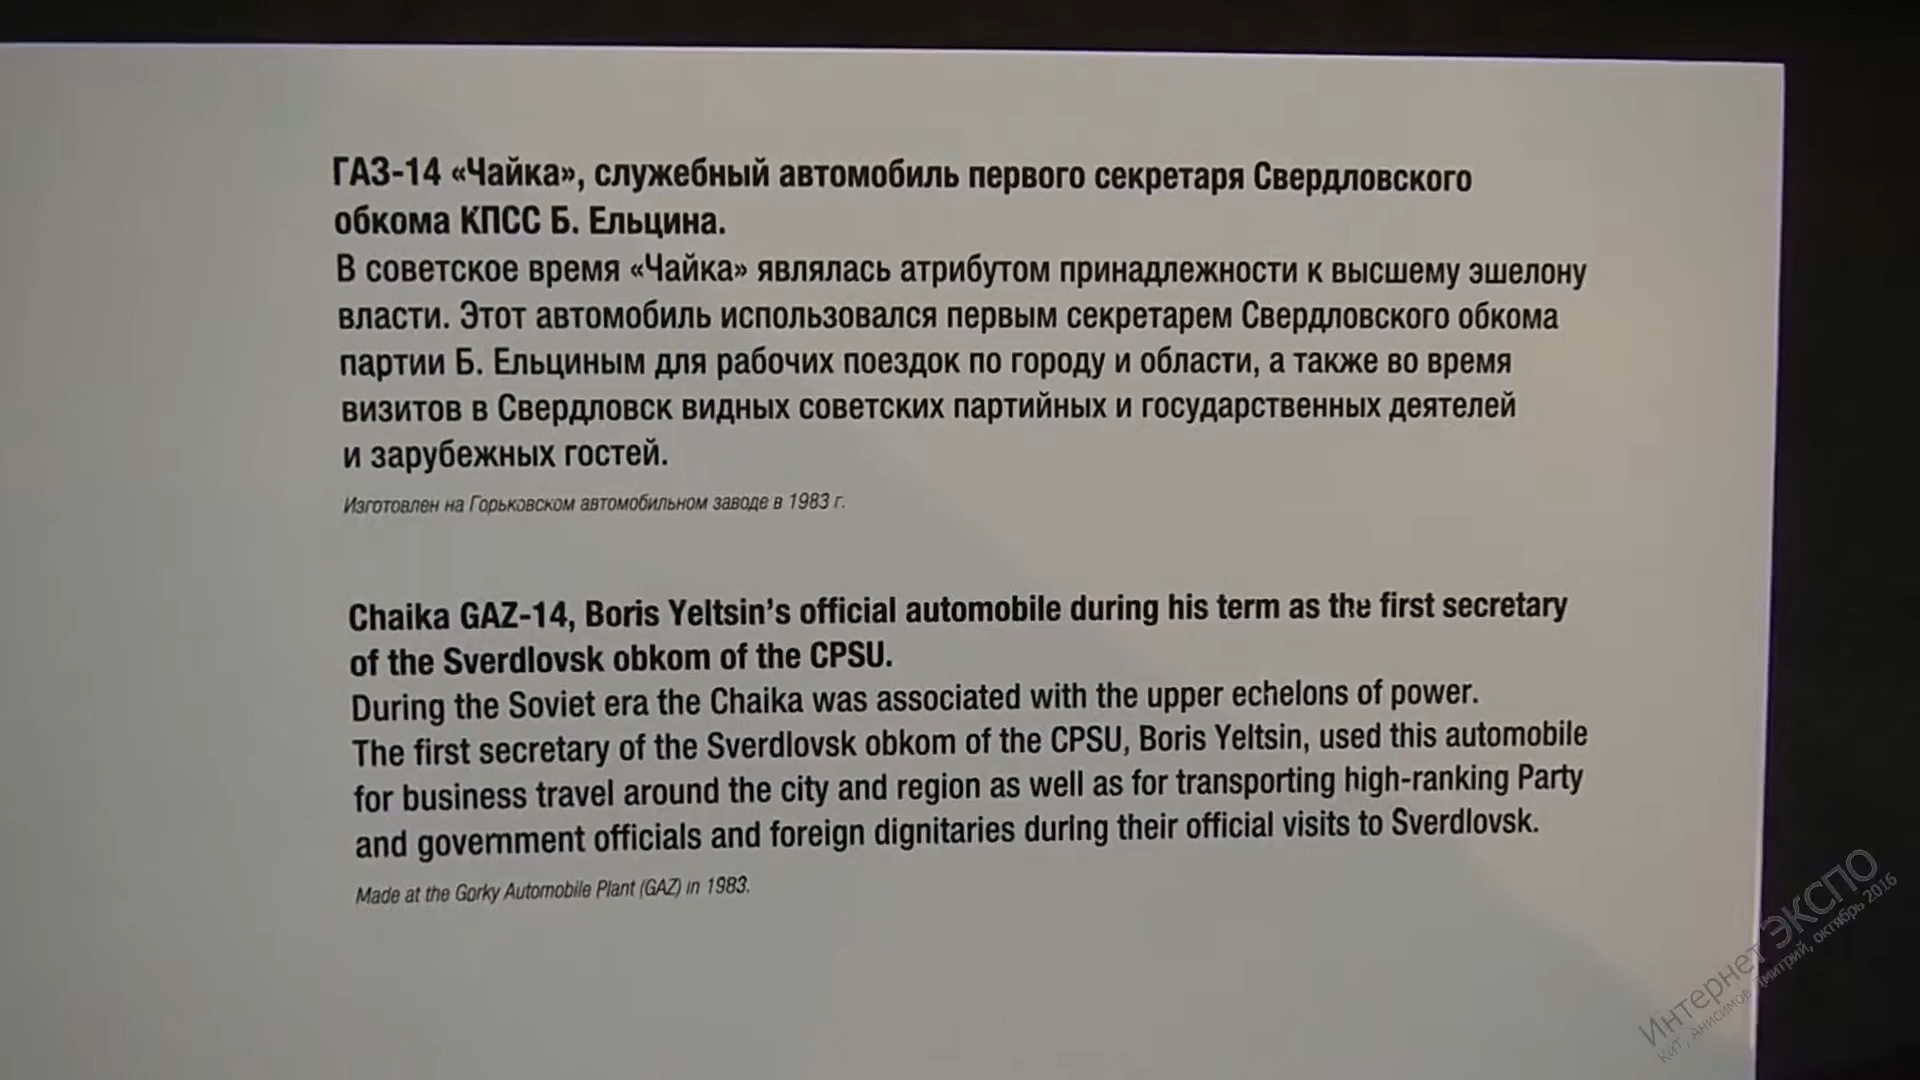 ГАЗ-14 «Чайка», служебный автомобиль первого секретаря Свердловского
обкома КПСС Б. Ельцина.
В советское время «Чайка» являлась атрибутом принадлежности к высшему эшелону
власти. Этот автомобиль использовался первым секретарем Свердловского обкома
партии Б. Ельциным для рабочих поездок по городу и области, а также во время
визитов в Свердловск видных советских партийных и государственных деятелей
и зарубежных гостей.
Изготовлен на Горьковском автомобильном заводе в 1983 г.
Chaika GAZ-14, Boris Yeltsin's official automobile during his term as the first secretary
of the Sverdlovsk obkom of the CPSU.
During the Soviet era the Chaika was associated with the upper echelons of power.
The first secretary of the Sverdlovsk obkom of the CPSU, Boris Yeltsin, used this automobile
for business travel around the city and region as well as for transporting high-ranking Party
and government officials and foreign dignitaries during their official visits to Sverdlovsk.
Made at the Gorky Automobile Plant (GAZ) in 1983.
Интернет ЭКСПО
КиТ, Анисимов Дмитрий, октябрь 2016